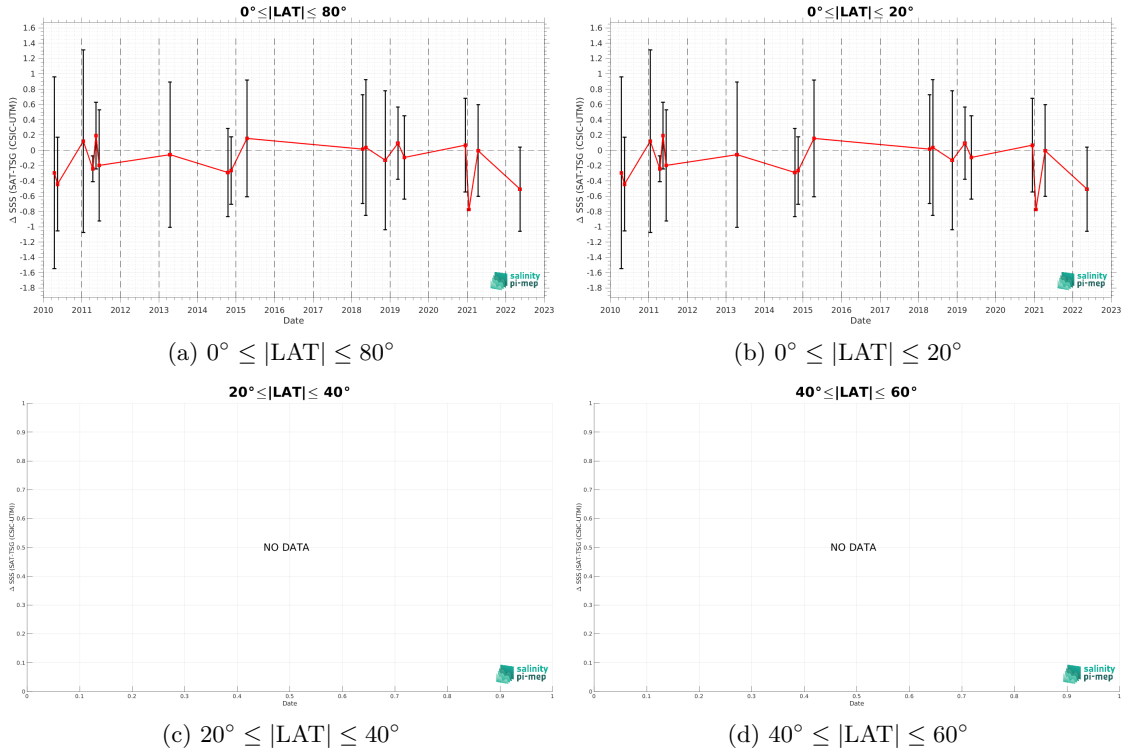 0°≤|LAT|≤ 80°
Δ SSS (SAT-TSG (CSIC-UTM))
1.6
1.4
1.2
1
0.8
0.6
0.4
0.2
0
-0.2
-0.4
-0.6
-0.8
-1
-1.2
-1.4
-1.6
-1.8
salinity
pi-mep
2010 2011 2012 2013 2013 2015 2015 2017 2017 2018 2020 2021 2022 2023
Date
(a) 0° ≤ |LAT| ≤ 80°
0°≤|LAT|≤ 20°
Δ SSS (SAT-TSG (CSIC-UTM))
1.6
1.4
1.2
1
0.8
0.6
0.4
0.2
0
-0.2
-0.4
-0.6
-0.8
-1
-1.2
-1.4
-1.6
-1.8
salinity
pi-mep
2010 2011 2012 2013 2013 2015 2015 2017 2017 2018 2020 2021 2022 2023
Date
(b) 0° ≤ |LAT| ≤ 20°
20°≤|LAT|≤ 40°
Δ SSS (SAT-TSG (CSIC-UTM))
1
0.9
0.8
0.7
0.6
0.5
0.4
0.3
0.2
0.1
0
NO DATA
salinity
pi-mep
0 0.1 0.2 0.3 0.4 0.5 0.6 0.7 0.8 0.9 1
Date
(c) 20° ≤ |LAT| ≤ 40°
40°≤|LAT|≤ 60°
Δ SSS (SAT-TSG (CSIC-UTM))
1
0.9
0.8
0.7
0.6
0.5
0.4
0.3
0.2
0.1
0
NO DATA
salinity
pi-mep
0 0.1 0.2 0.3 0.4 0.5 0.6 0.7 0.8 0.9 1
Date
(d) 40° ≤ |LAT| ≤ 60°